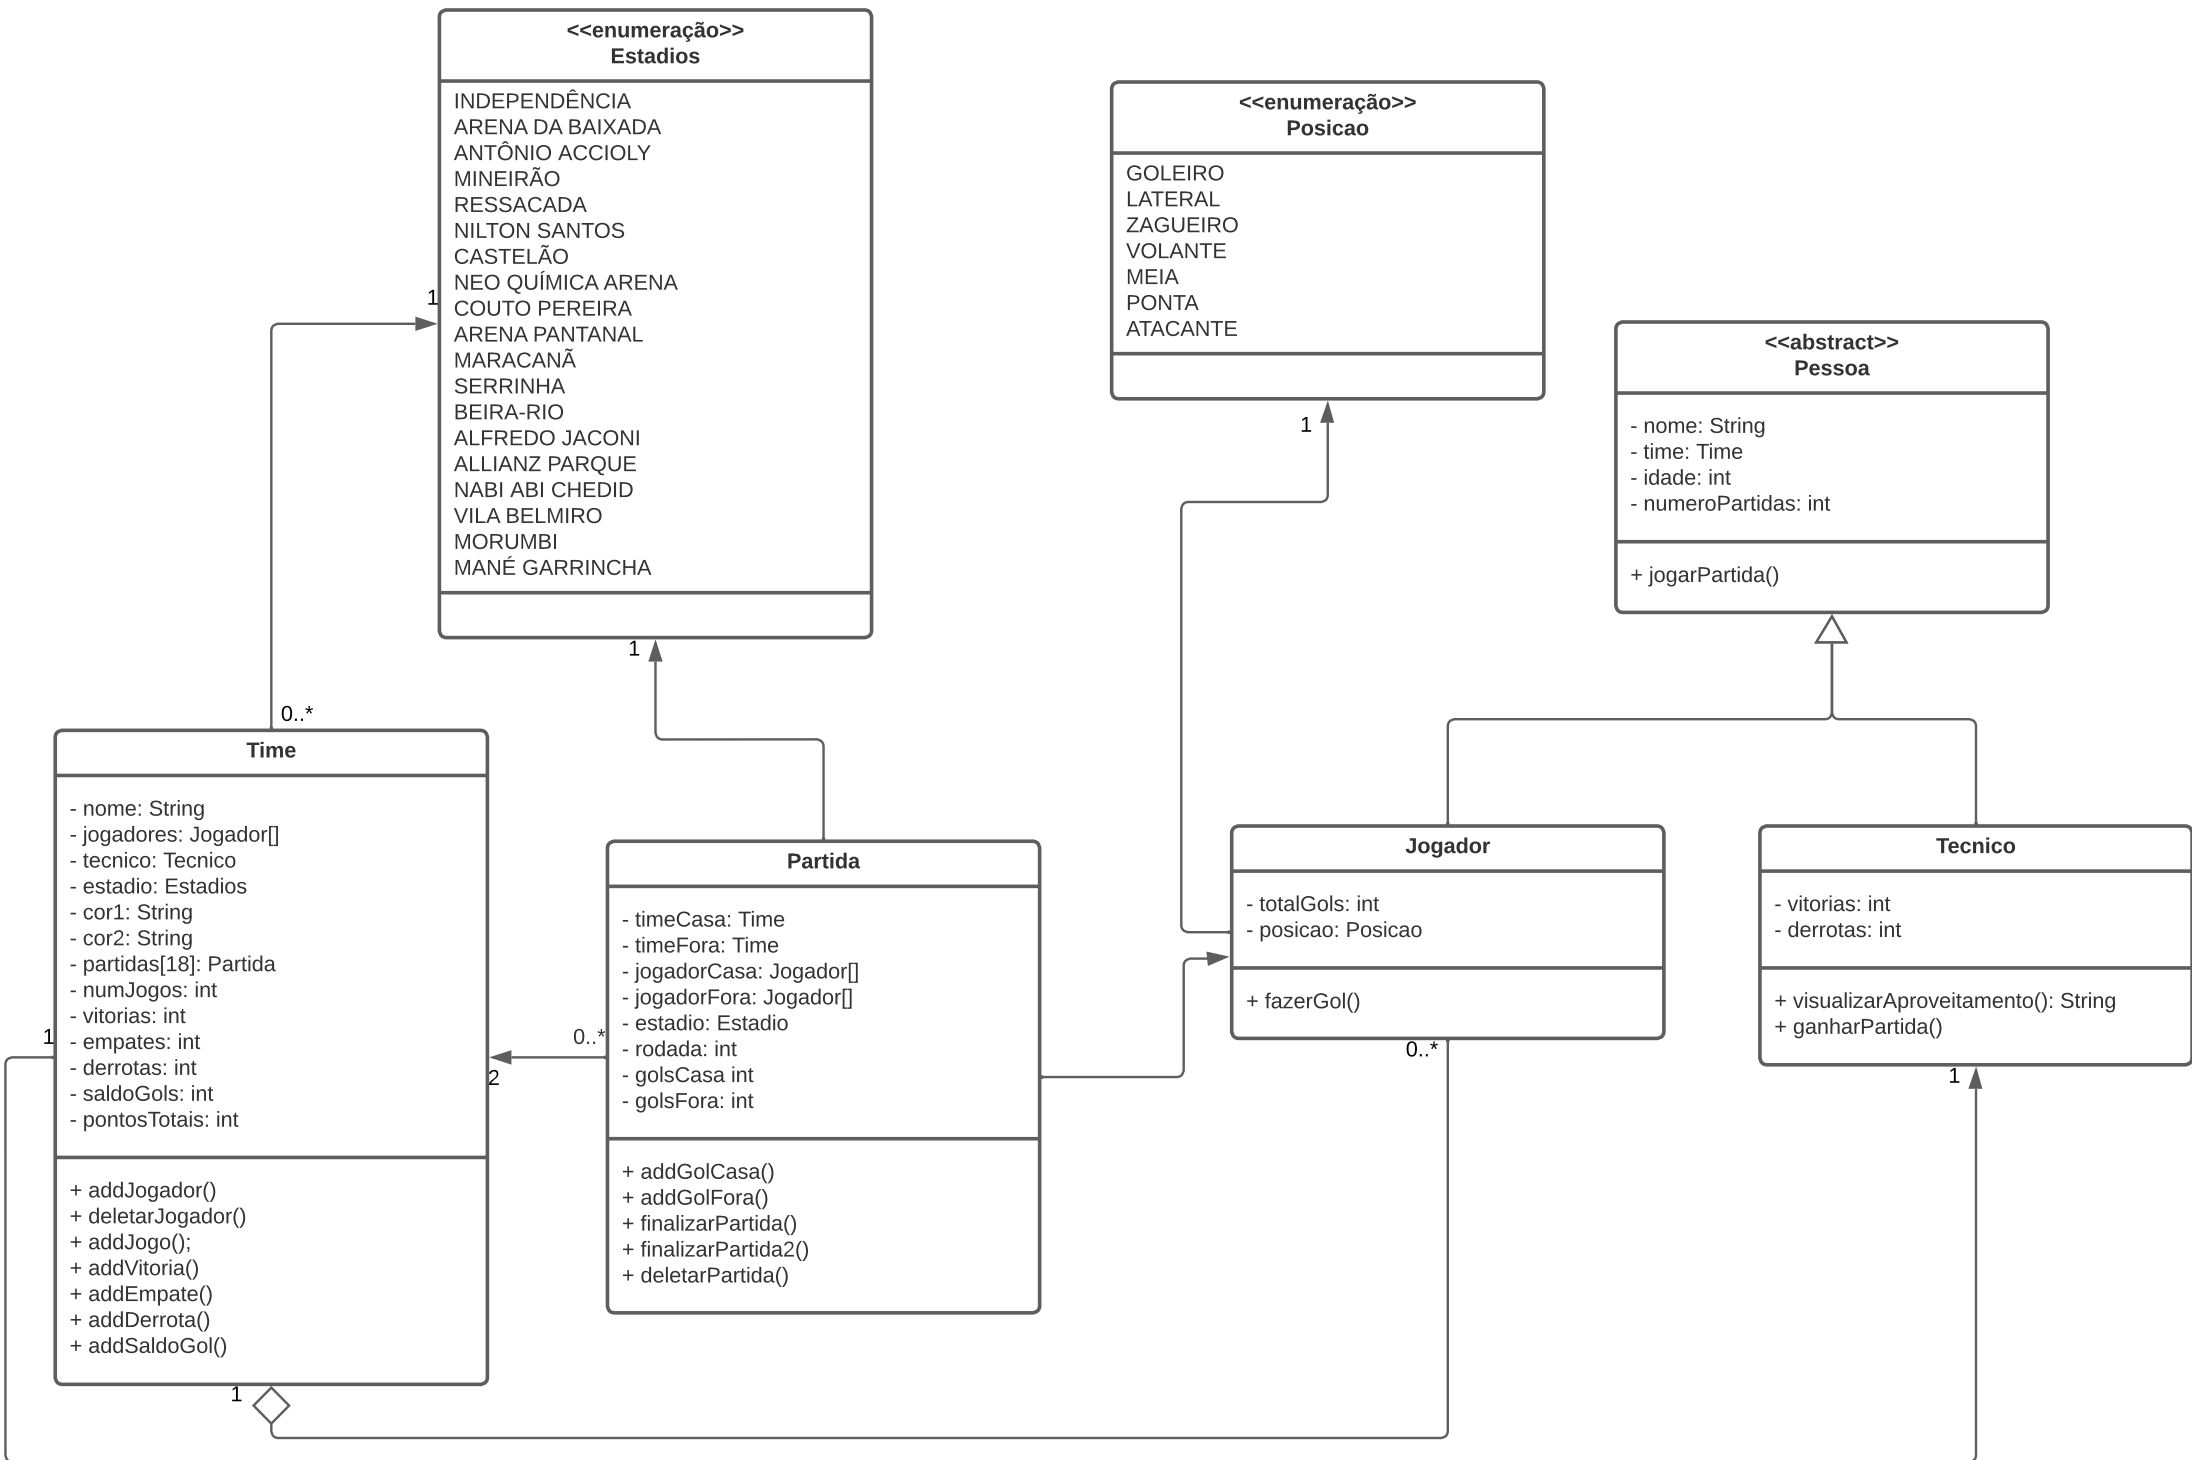 <<enumeração>>
Estadios
INDEPENDÊNCIA
ARENA DA BAIXADA
ANTÔNIO ACCIOLY
MINEIRÃO
RESSACADA
NILTON SANTOS
CASTELÃO
NEO QUÍMICA ARENA
COUTO PEREIRA
ARENA PANTANAL
MARACANÃ
SERRINHA
BEIRA-RIO
ALFREDO JACONI
ALLIANZ PARQUE
NABI ABI CHEDID
VILA BELMIRO
MORUMBI
MANÉ GARRINCHA
1
1
<<enumeração>>
Posicao
GOLEIRO
LATERAL
ZAGUEIRO
VOLANTE
MEIA
PONTA
ATACANTE
1
<<abstract>>
Pessoa
- nome: String
- time: Time
- idade: int
- numeroPartidas: int
+ jogarPartida()
0..*
Time
- nome: String
- jogadores: Jogador[]
- tecnico: Tecnico
- estadio: Estadios
- cor1: String
- cor2: String
- partidas[18]: Partida
- numJogos: int
- vitorias: int
- empates: int
- derrotas: int
- saldoGols: int
- pontosTotais: int
+ addJogador()
+ deletarJogador()
+ addJogo();
+ addVitoria()
+ addEmpate()
+ addDerrota()
+ addSaldoGol()
1
1
2
0..*
Partida
- timeCasa: Time
- timeFora: Time
- jogadorCasa: Jogador[]
- jogadorFora: Jogador[]
- estadio: Estadio
- rodada: int
- golsCasa int
- golsFora: int
+ addGolCasa()
+ addGolFora()
+ finalizarPartida()
+ finalizarPartida2()
+ deletarPartida()
Jogador
- totalGols: int
- posicao: Posicao
+ fazerGol()
0..*
Tecnico
- vitorias: int
- derrotas: int
+ visualizarAproveitamento(): String
+ ganharPartida()
1